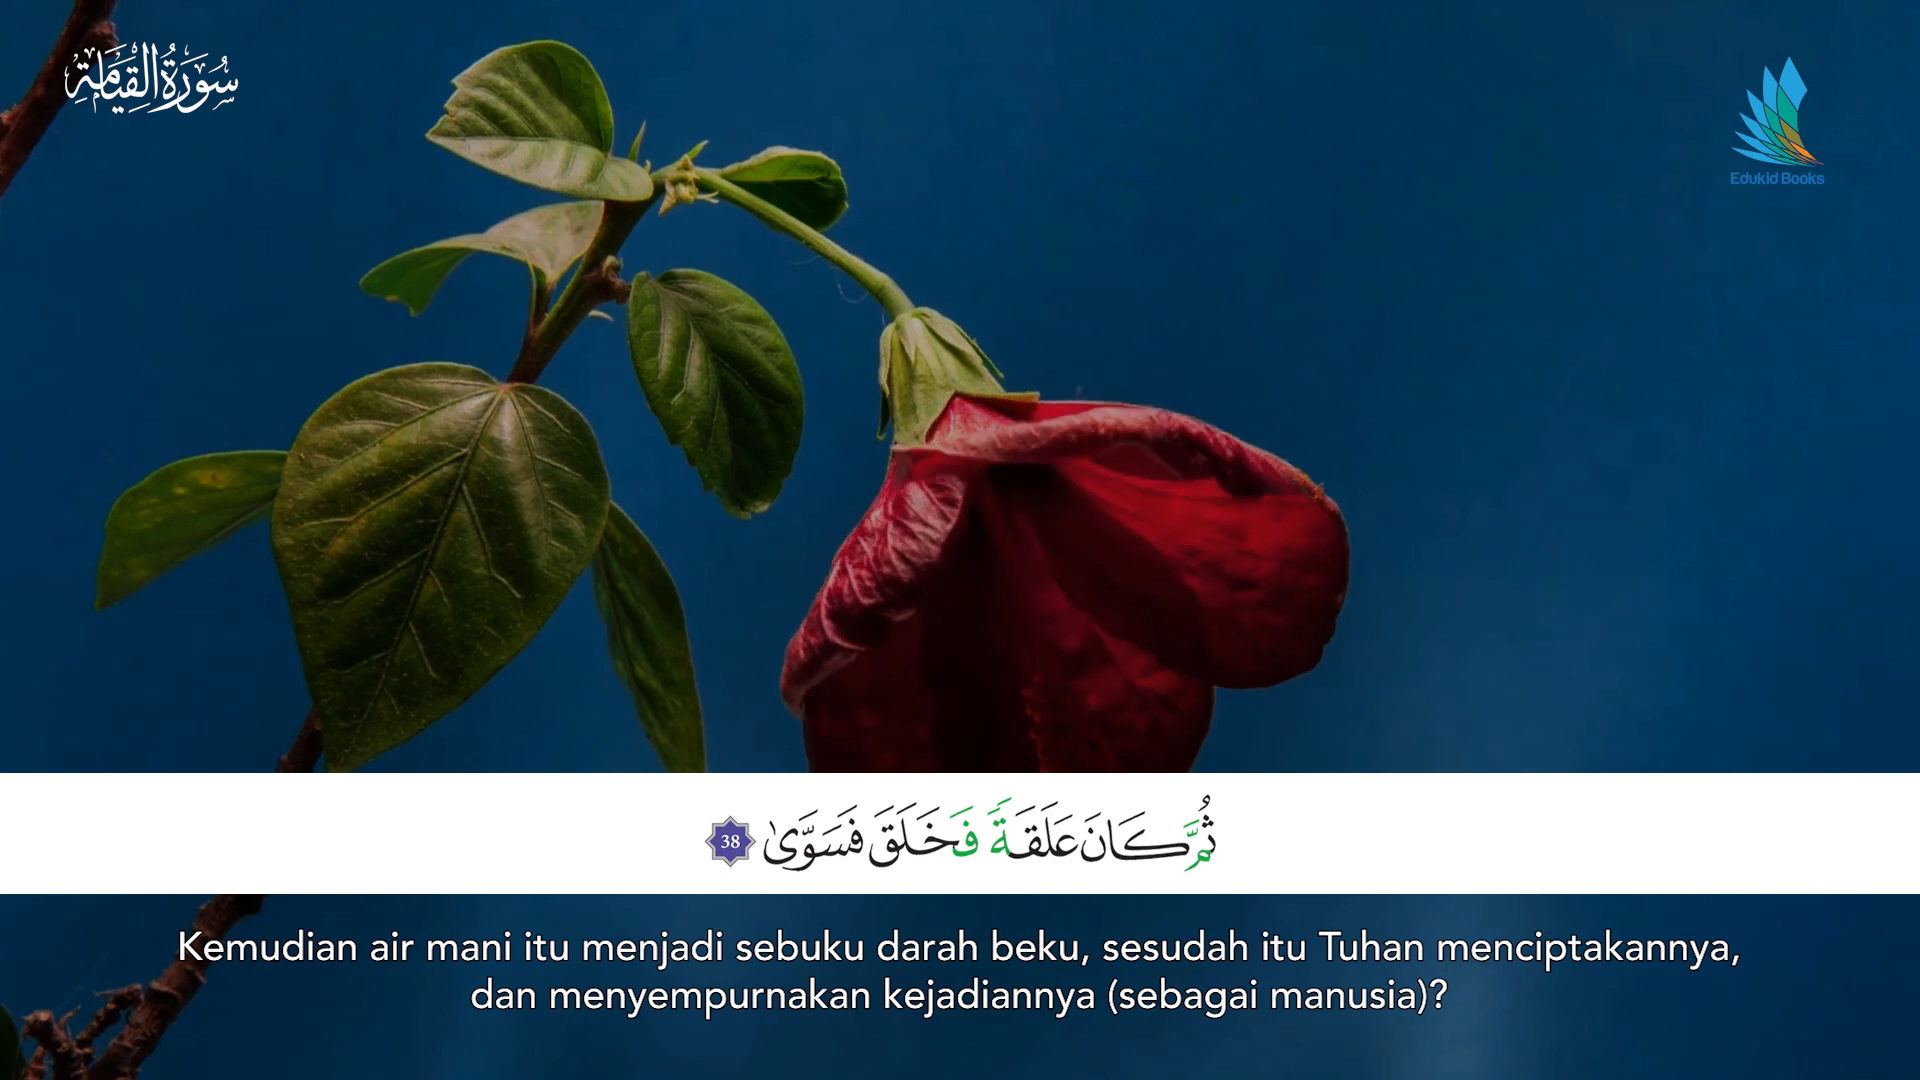 سُورَةُ الْقِيَامَةِ
Edukid Books
ثُمَّ كَانَ عَلَقَةً فَخَلَقَ فَسَوَّىٰ 38
Kemudian air mani itu menjadi sebuku darah beku, sesudah itu Tuhan menciptakannya,
dan menyempurnakan kejadiannya (sebagai manusia)?